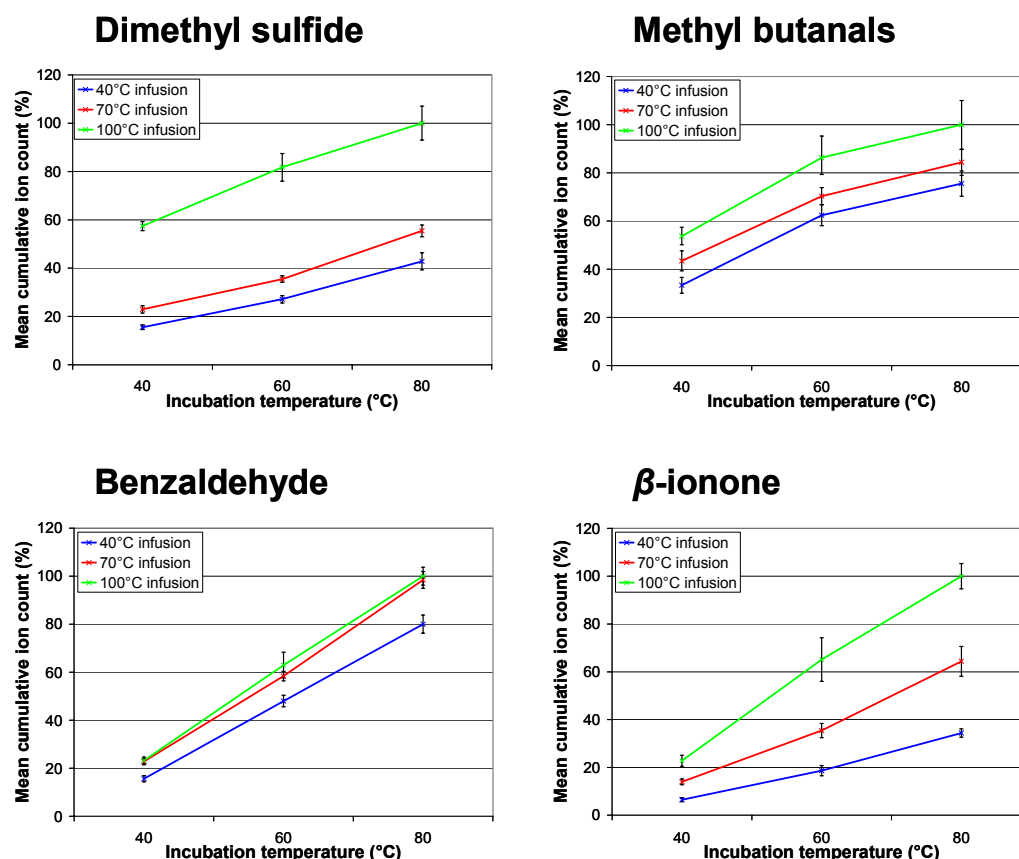 Dimethyl sulfide
Mean cumulative ion count (%)
120
100
80
60
40
20
0
40°C infusion
70°C infusion
100°C infusion
40 60 80
Incubation temperature (°C)
Methyl butanals
Mean cumulative ion count (%)
120
100
80
60
40
20
0
40°C infusion
70°C infusion
100°C infusion
40 60 80
Incubation temperature (°C)
Benzaldehyde
Mean cumulative ion count (%)
120
100
80
60
40
20
0
40°C infusion
70°C infusion
100°C infusion
40 60 80
Incubation temperature (°C)
β-ionone
Mean cumulative ion count (%)
120
100
80
60
40
20
0
40°C infusion
70°C infusion
100°C infusion
40 60 80
Incubation temperature (°C)